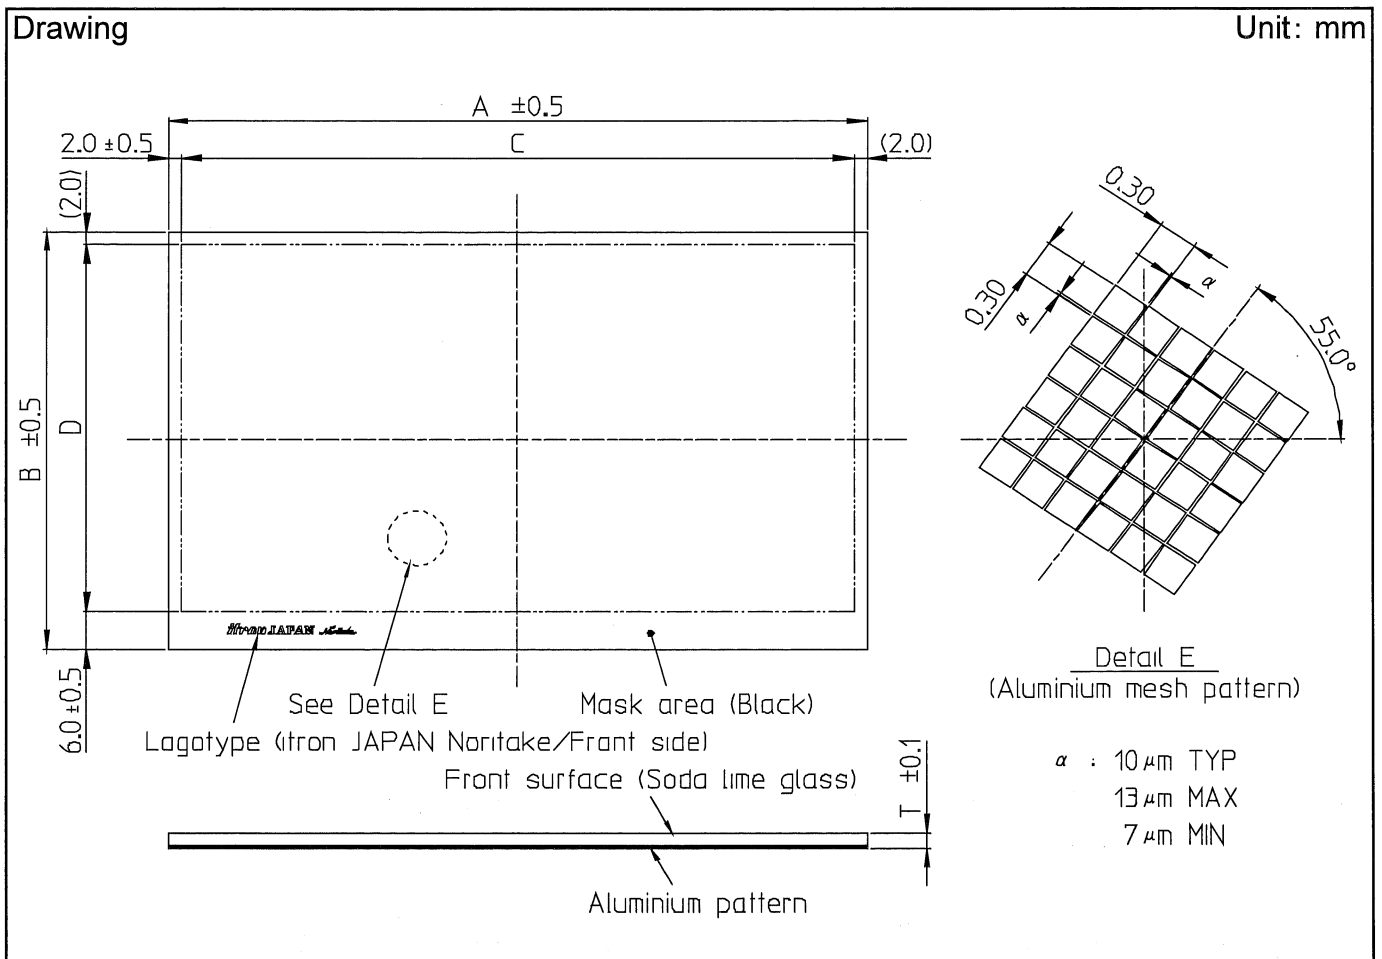 Drawing
Unit: mm
A ±0.5
2.0 ±0.5
C
(2.0)
(2.0)
B ±0.5
D
6.0 ±0.5
0.30
0.30
α
α
55.0°
itron JAPAN Noritake
See Detail E
Mask area (Black)
Lagotype (itron JAPAN Noritake/Front side)
Front surface (Soda lime glass)
T ±0.1
Aluminium pattern
Detail E
(Aluminium mesh pattern)
α : 10 μm TYP
13 μm MAX
7 μm MIN